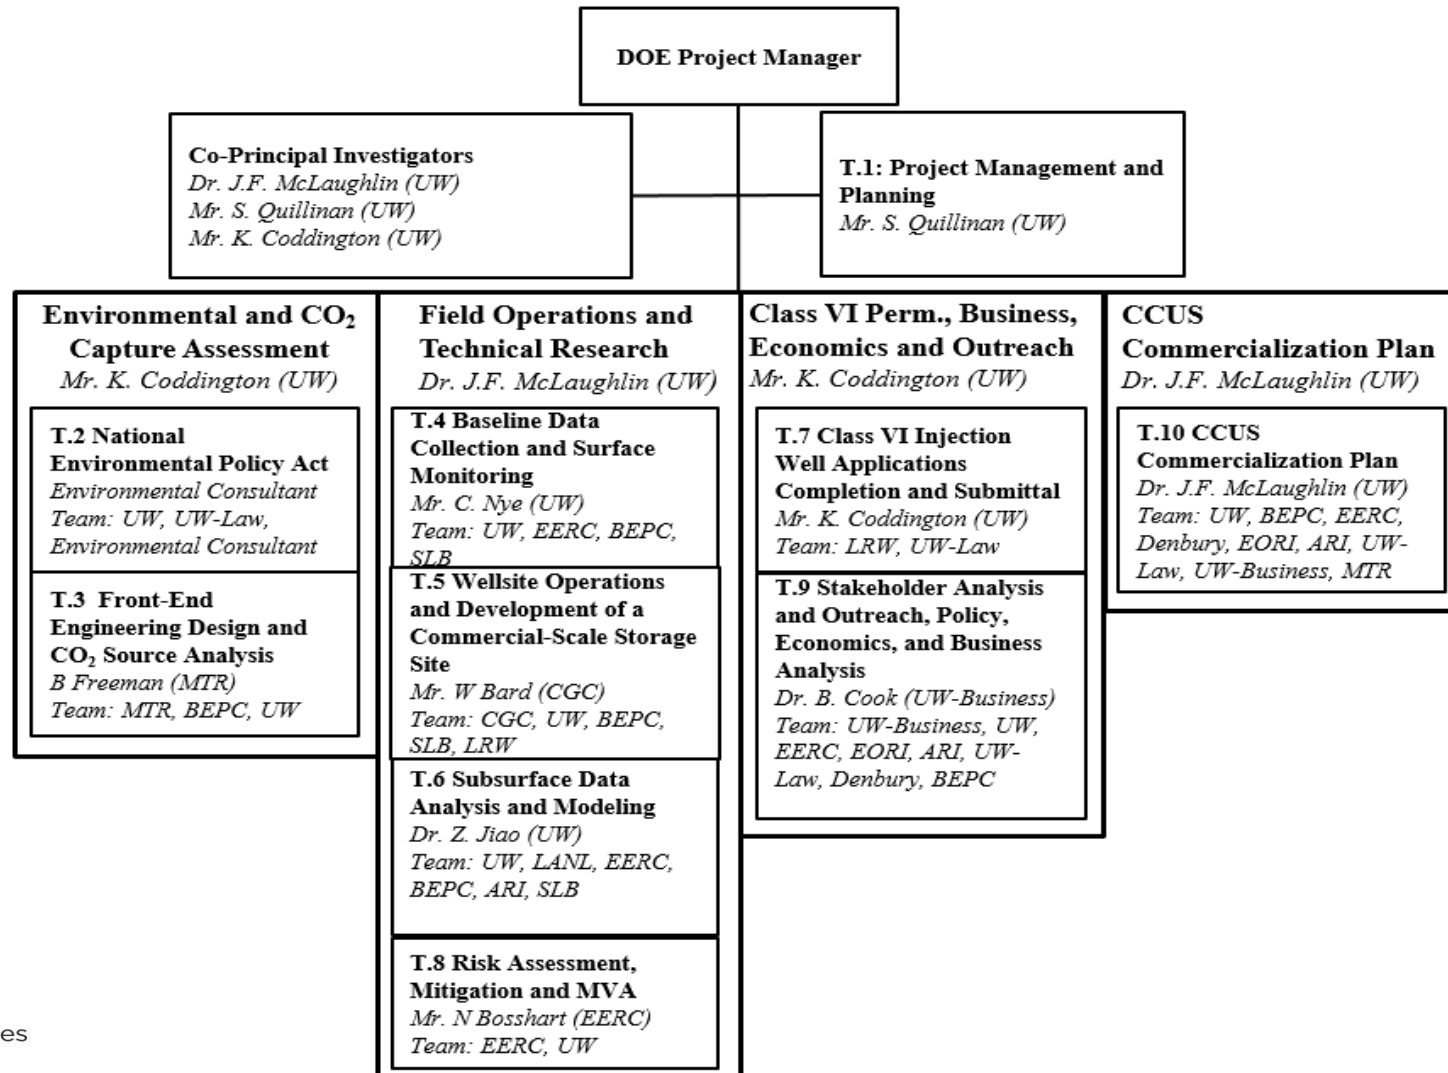 DOE Project Manager
Co-Principal Investigators
Dr. J.F. McLaughlin (UW)
Mr. S. Quillinan (UW)
Mr. K. Coddington (UW)
T.1: Project Management and
Planning
Mr. S. Quillinan (UW)
Environmental and CO₂
Capture Assessment
Mr. K. Coddington (UW)
T.2 National
Environmental Policy Act
Environmental Consultant
Team: UW, UW-Law,
Environmental Consultant
T.3 Front-End
Engineering Design and
CO₂ Source Analysis
B Freeman (MTR)
Team: MTR, BEPC, UW
Field Operations and
Technical Research
Dr. J.F. McLaughlin (UW)
T.4 Baseline Data
Collection and Surface
Monitoring
Mr. C. Nye (UW)
Team: UW, EERC, BEPC,
SLB
T.5 Wellsite Operations
and Development of a
Commercial-Scale Storage
Site
Mr. W Bard (CGC)
Team: CGC, UW, BEPC,
SLB, LRW
T.6 Subsurface Data
Analysis and Modeling
Dr. Z. Jiao (UW)
Team: UW, LANL, EERC,
BEPC, ARI, SLB
T.8 Risk Assessment,
Mitigation and MVA
Mr. N Bosshart (EERC)
Team: EERC, UW
Class VI Perm., Business,
Economics and Outreach
Mr. K. Coddington (UW)
T.7 Class VI Injection
Well Applications
Completion and Submittal
Mr. K. Coddington (UW)
Team: LRW, UW-Law
T.9 Stakeholder Analysis
and Outreach, Policy,
Economics, and Business
Analysis
Dr. B. Cook (UW-Business)
Team: UW-Business, UW,
EERC, EORI, ARI, UW-
Law, Denbury, BEPC
CCUS
Commercialization Plan
Dr. J.F. McLaughlin (UW)
T.10 CCUS
Commercialization Plan
Dr. J.F. McLaughlin (UW)
Team: UW, BEPC, EERC,
Denbury, EORI, ARI, UW-
Law, UW-Business, MTR
es